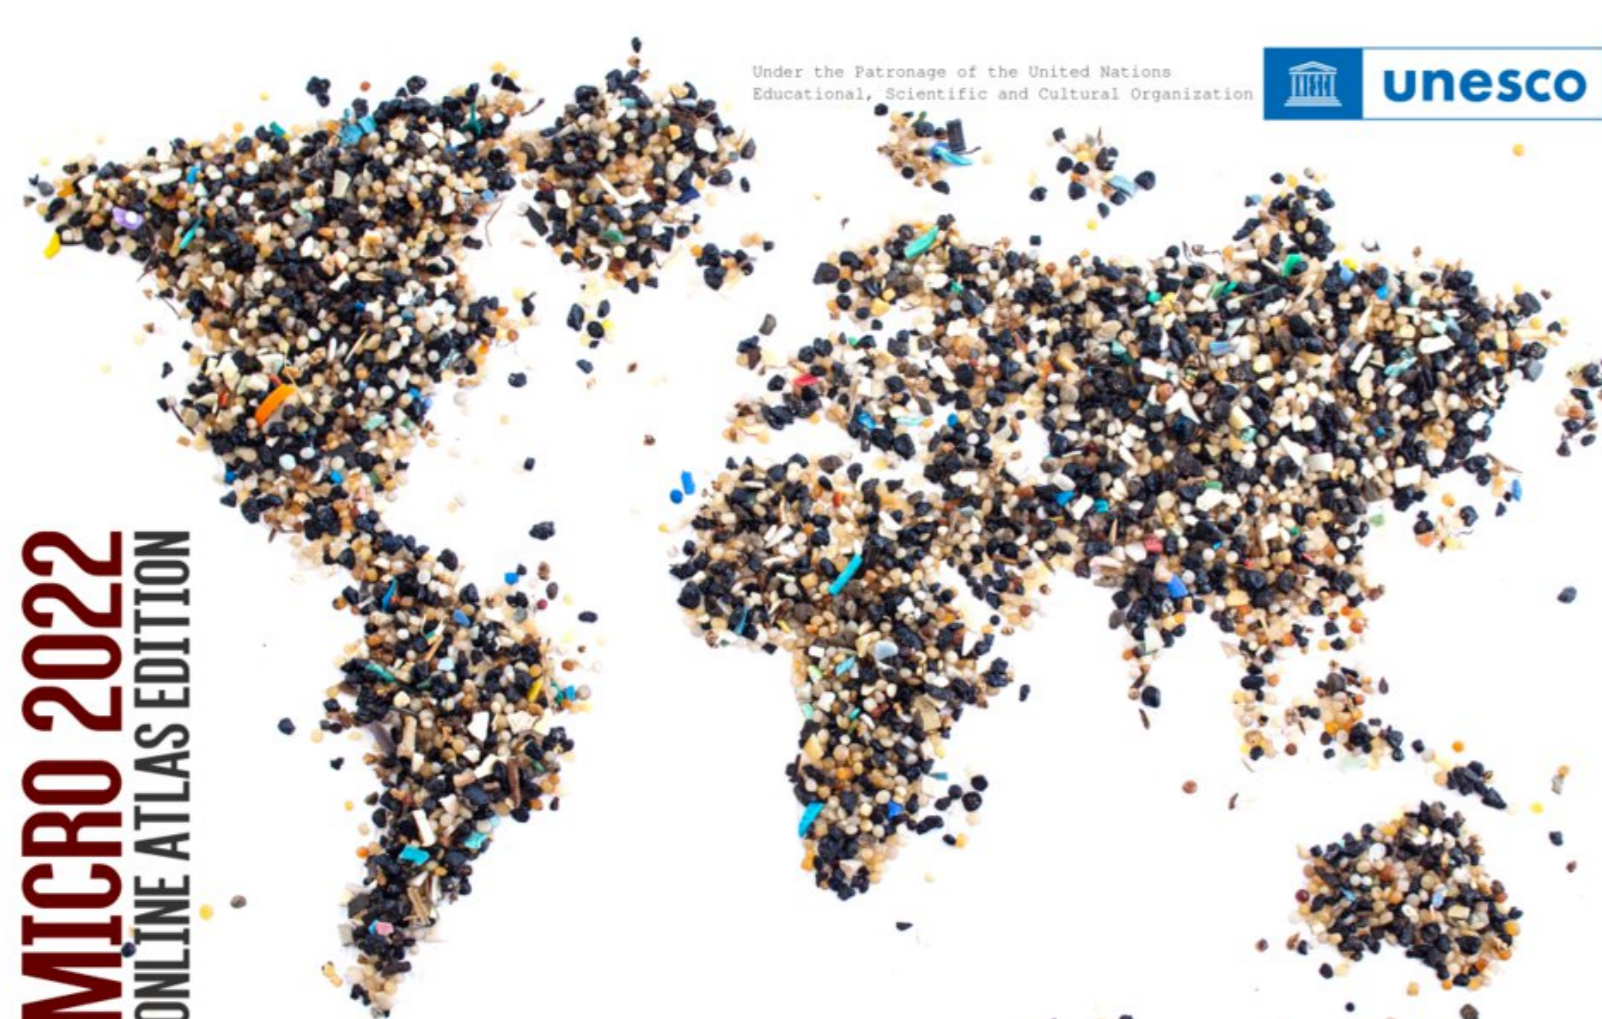 Under the Patronage of the United Nations
Educational, Scientific and Cultural Organization
unesco
MICRO 2022
ONLINE ATLAS EDITION